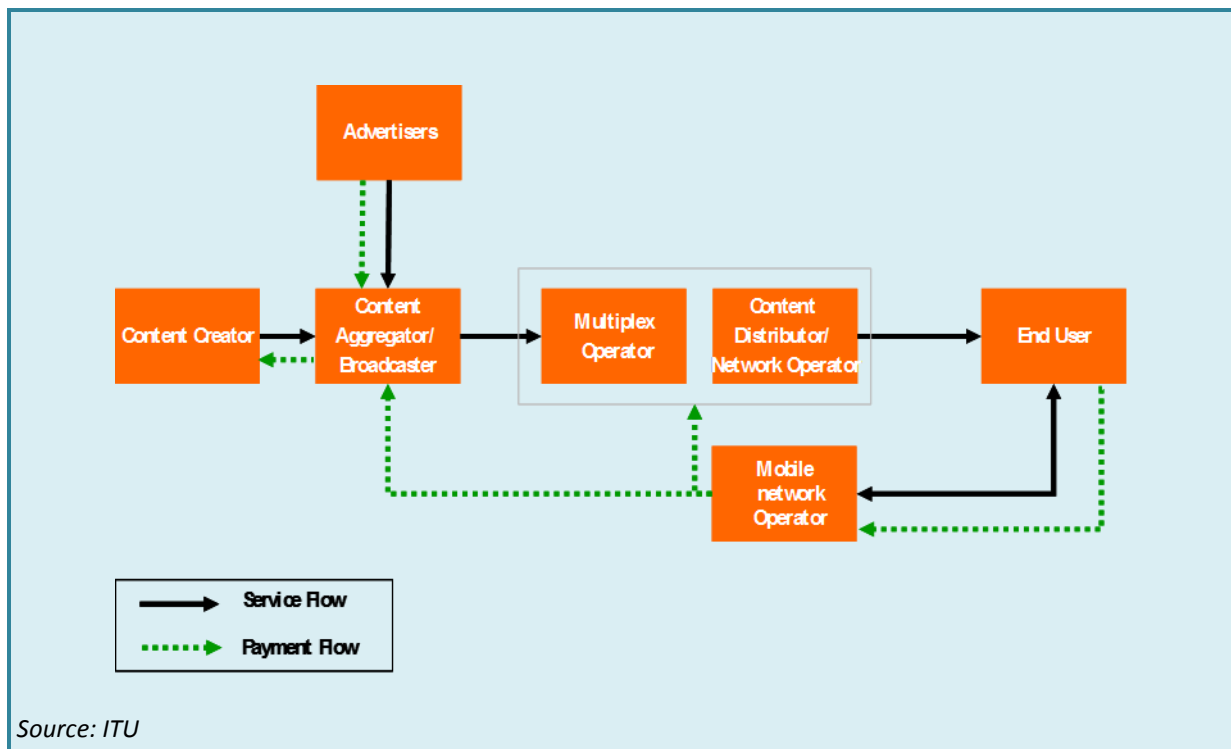 Advertisers
Content Creator
Content
Aggregator/
Broadcaster
Multiplex
Operator
Content
Distributor/
Network Operator
End User
Mobile
network
Operator
Service Flow
Payment Flow
Source: ITU